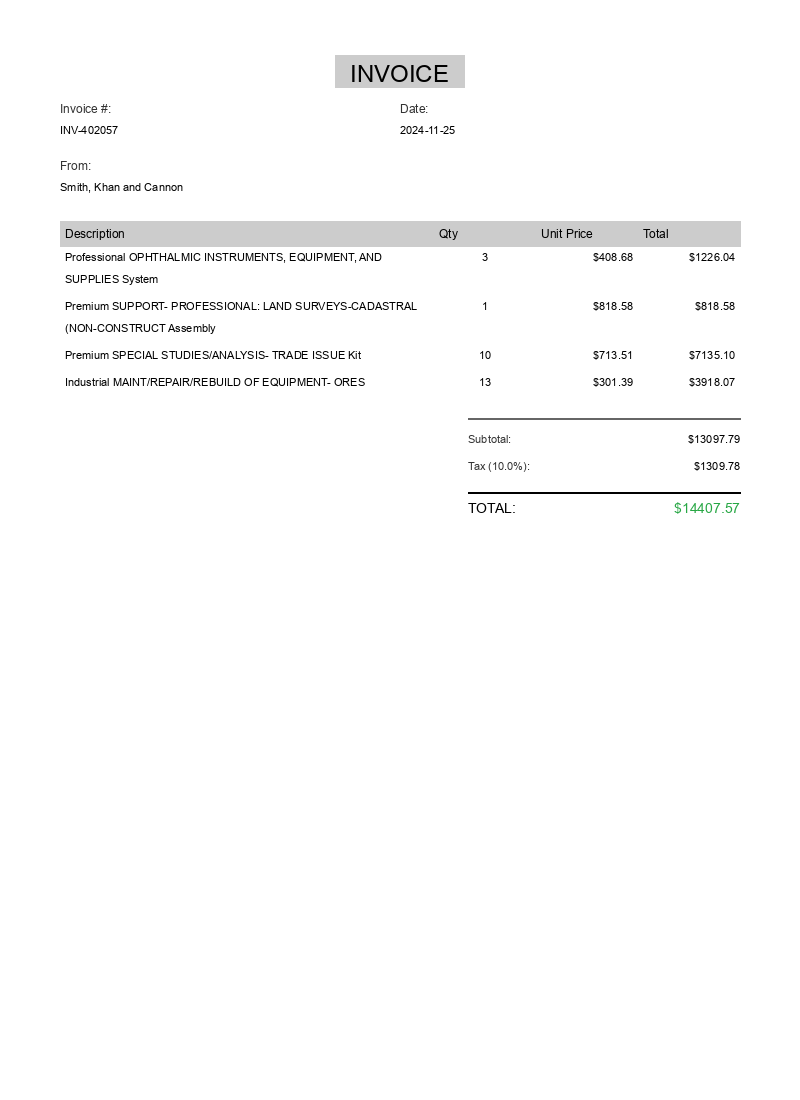 INVOICE
Invoice #: Date:
INV-402057 2024-11-25
From:
Smith, Khan and Cannon
Description Qty Unit Price Total
Professional OPHTHALMIC INSTRUMENTS, EQUIPMENT, AND 3 $408.68 $1226.04
SUPPLIES System
Premium SUPPORT- PROFESSIONAL: LAND SURVEYS-CADASTRAL 1 $818.58 $818.58
(NON-CONSTRUCT Assembly
Premium SPECIAL STUDIES/ANALYSIS- TRADE ISSUE Kit 10 $713.51 $7135.10
Industrial MAINT/REPAIR/REBUILD OF EQUIPMENT- ORES 13 $301.39 $3918.07
Subtotal: $13097.79
Tax (10.0%): $1309.78
TOTAL: $14407.57